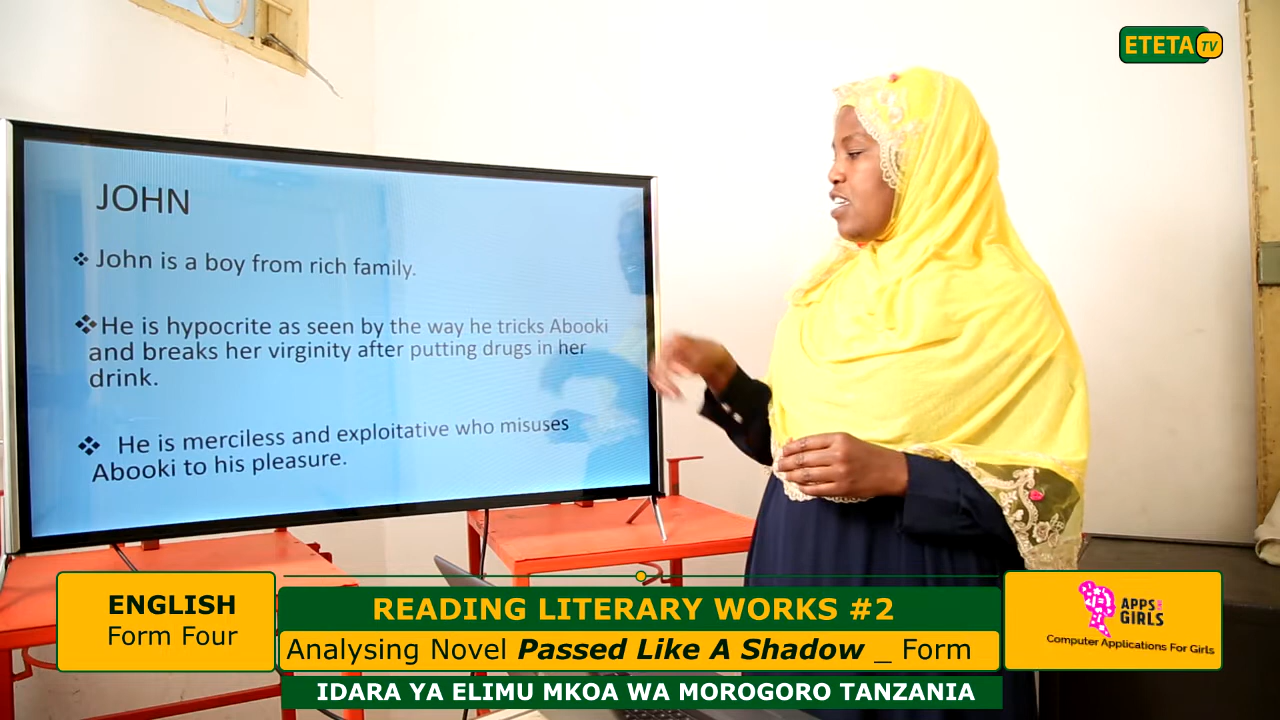 ETETA TV
JOHN
❖ John is a boy from rich family.
❖ He is hypocrite as seen by the way he tricks Abooki
and breaks her virginity after putting drugs in her
drink.
❖ He is merciless and exploitative who misuses
Abooki to his pleasure.
ENGLISH
Form Four
READING LITERARY WORKS #2
Analysing Novel Passed Like A Shadow _ Form
IDARA YA ELIMU MKOA WA MOROGORO TANZANIA
APPS
GIRLS
Computer Applications For Girls